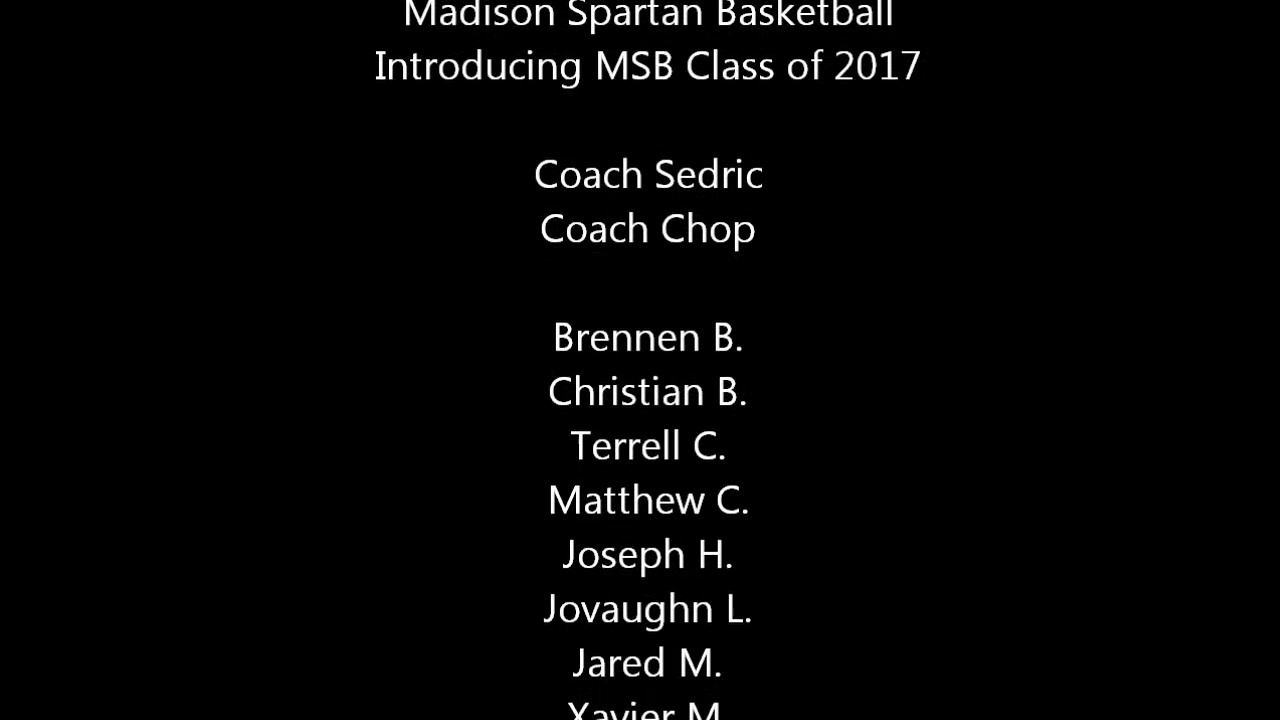 Madison Spartan Basketball
Introducing MSB Class of 2017
Coach Sedric
Coach Chop
Brennen B.
Christian B.
Terrell C.
Matthew C.
Joseph H.
Jovaughn L.
Jared M.
Xavier M.